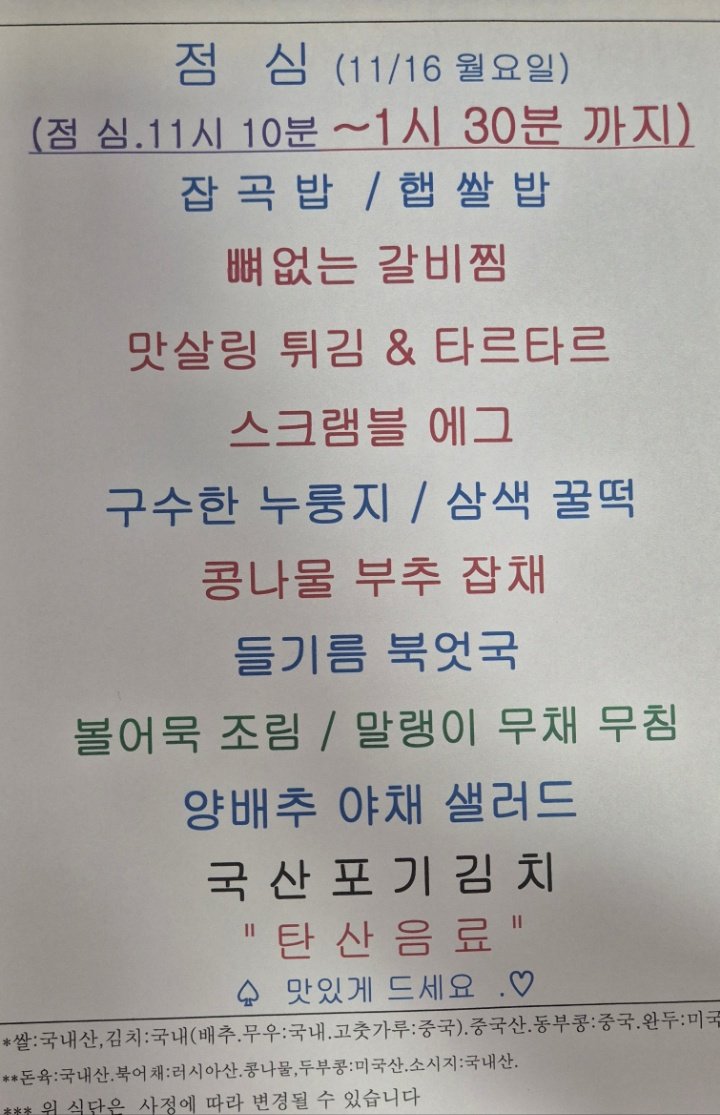 점 심 (11/16 월요일)
(점 심.11시 10분 ~1시 30분 까지)
잡 곡 밥 / 햅 쌀 밥
뼈없는 갈비찜
맛살링 튀김 & 타르타르
스크램블 에그
구수한 누룽지 / 삼색 꿀떡
콩나물 부추 잡채
들기름 북엇국
볼어묵 조림 / 말랭이 무채 무침
양배추 야채 샐러드
국 산 포 기 김 치
" 탄 산 음 료 "
♤ 맛있게 드세요 .♡
*쌀:국내산,김치:국내(배추.무우:국내.고춧가루:중국).중국산.동부콩:중국.완두:미국
**돈육:국내산.북어채:러시아산.콩나물,두부콩:미국산.소시지:국내산.
*** 위 식단은 사정에 따라 변경될 수 있습니다